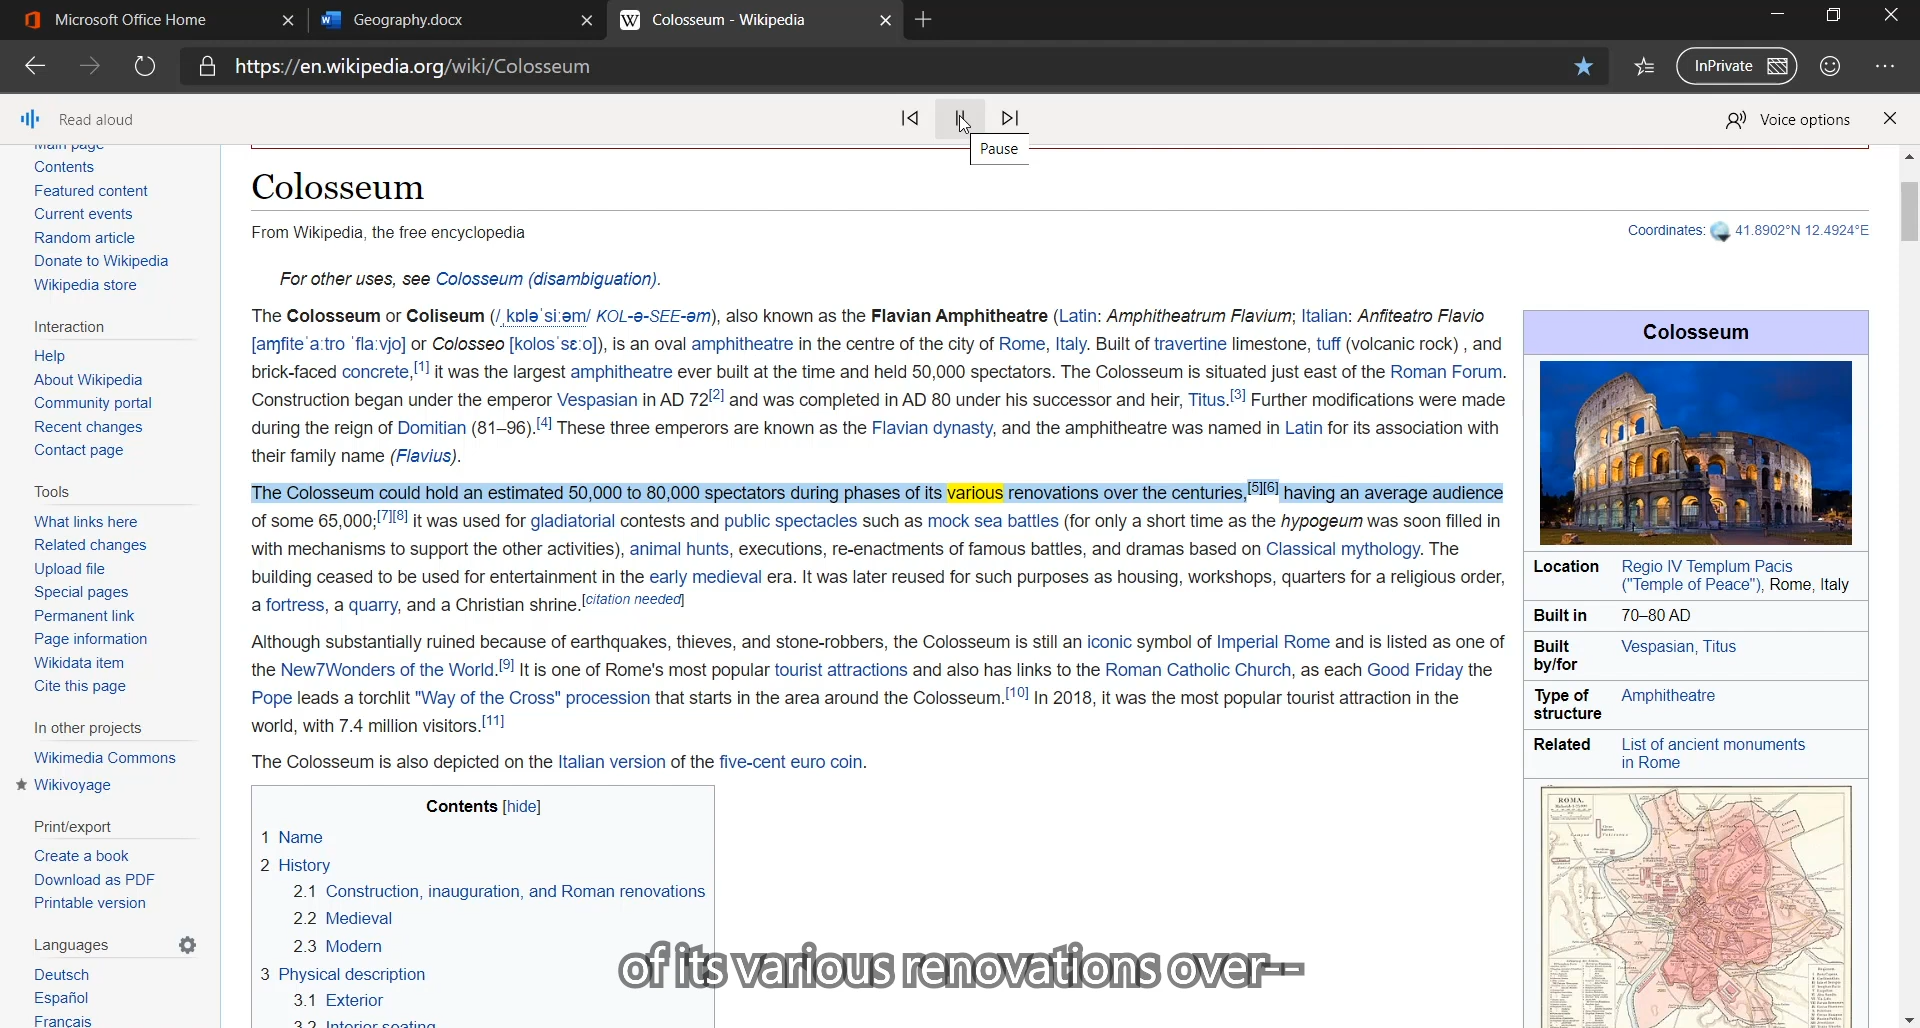 Microsoft Office Home
Geography.docx
Colosseum - Wikipedia
https://en.wikipedia.org/wiki/Colosseum
InPrivate
Read aloud
Voice options
Pause
Main page
Contents
Featured content
Current events
Random article
Donate to Wikipedia
Wikipedia store
Interaction
Help
About Wikipedia
Community portal
Recent changes
Contact page
Tools
What links here
Related changes
Upload file
Special pages
Permanent link
Page information
Wikidata item
Cite this page
In other projects
Wikimedia Commons
Wikivoyage
Print/export
Create a book
Download as PDF
Printable version
Languages
Deutsch
Español
Français
Colosseum
From Wikipedia, the free encyclopedia
Coordinates: 41.8902°N 12.4924°E
For other uses, see Colosseum (disambiguation).
The Colosseum or Coliseum (/ˌkɒləˈsiːəm/ KOL-ə-SEE-əm), also known as the Flavian Amphitheatre (Latin: Amphitheatrum Flavium; Italian: Anfiteatro Flavio
[aɱfiteˈaːtro ˈflaːvjo] or Colosseo [kolosˈsɛːo]), is an oval amphitheatre in the centre of the city of Rome, Italy. Built of travertine limestone, tuff (volcanic rock) , and
brick-faced concrete,[1] it was the largest amphitheatre ever built at the time and held 50,000 spectators. The Colosseum is situated just east of the Roman Forum.
Construction began under the emperor Vespasian in AD 72[2] and was completed in AD 80 under his successor and heir, Titus.[3] Further modifications were made
during the reign of Domitian (81–96).[4] These three emperors are known as the Flavian dynasty, and the amphitheatre was named in Latin for its association with
their family name (Flavius).
The Colosseum could hold an estimated 50,000 to 80,000 spectators during phases of its various renovations over the centuries,[5][6] having an average audience
of some 65,000;[7][8] it was used for gladiatorial contests and public spectacles such as mock sea battles (for only a short time as the hypogeum was soon filled in
with mechanisms to support the other activities), animal hunts, executions, re-enactments of famous battles, and dramas based on Classical mythology. The
building ceased to be used for entertainment in the early medieval era. It was later reused for such purposes as housing, workshops, quarters for a religious order,
a fortress, a quarry, and a Christian shrine.[citation needed]
Although substantially ruined because of earthquakes, thieves, and stone-robbers, the Colosseum is still an iconic symbol of Imperial Rome and is listed as one of
the New7Wonders of the World.[9] It is one of Rome's most popular tourist attractions and also has links to the Roman Catholic Church, as each Good Friday the
Pope leads a torchlit "Way of the Cross" procession that starts in the area around the Colosseum.[10] In 2018, it was the most popular tourist attraction in the
world, with 7.4 million visitors.[11]
The Colosseum is also depicted on the Italian version of the five-cent euro coin.
Contents [hide]
1 Name
2 History
2.1 Construction, inauguration, and Roman renovations
2.2 Medieval
2.3 Modern
3 Physical description
3.1 Exterior
3.2 Interior seating
Colosseum
Location Regio IV Templum Pacis
("Temple of Peace"), Rome, Italy
Built in 70–80 AD
Built Vespasian, Titus
by/for
Type of Amphitheatre
structure
Related List of ancient monuments
in Rome
ROMA.
of its various renovations over--